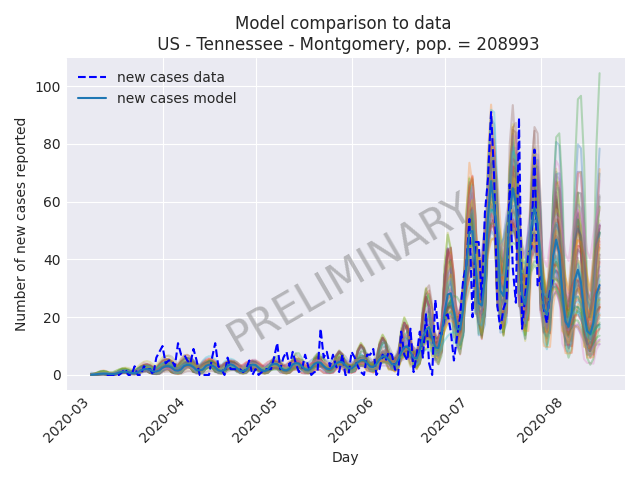 Model comparison to data
US - Tennessee - Montgomery, pop. = 208993
new cases data
new cases model
PRELIMINARY
Number of new cases reported
100
80
60
40
20
0
2020-03
2020-04
2020-05
2020-06
2020-07
2020-08
Day